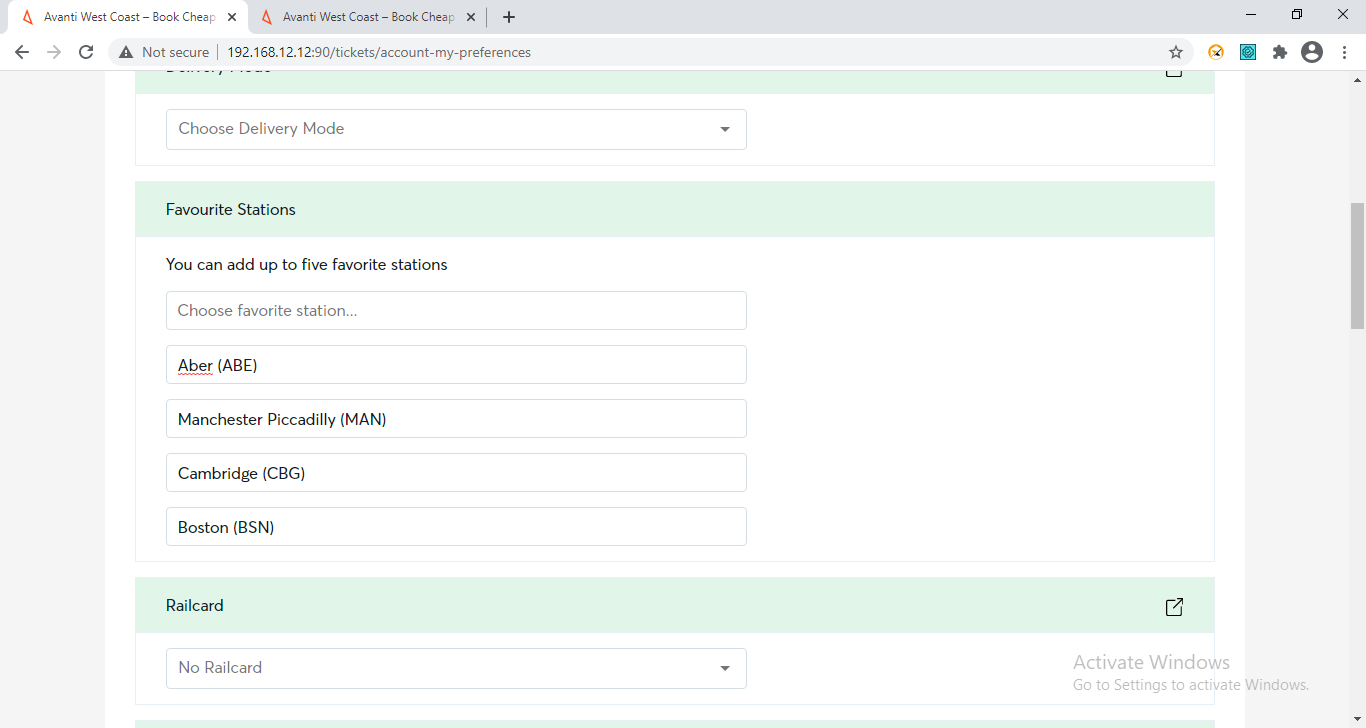 Avanti West Coast – Book Cheap
Avanti West Coast – Book Cheap
Not secure
192.168.12.12:90/tickets/account-my-preferences
Delivery Mode
Choose Delivery Mode
Favourite Stations
You can add up to five favorite stations
Choose favorite station...
Aber (ABE)
Manchester Piccadilly (MAN)
Cambridge (CBG)
Boston (BSN)
Railcard
No Railcard
Activate Windows
Go to Settings to activate Windows.